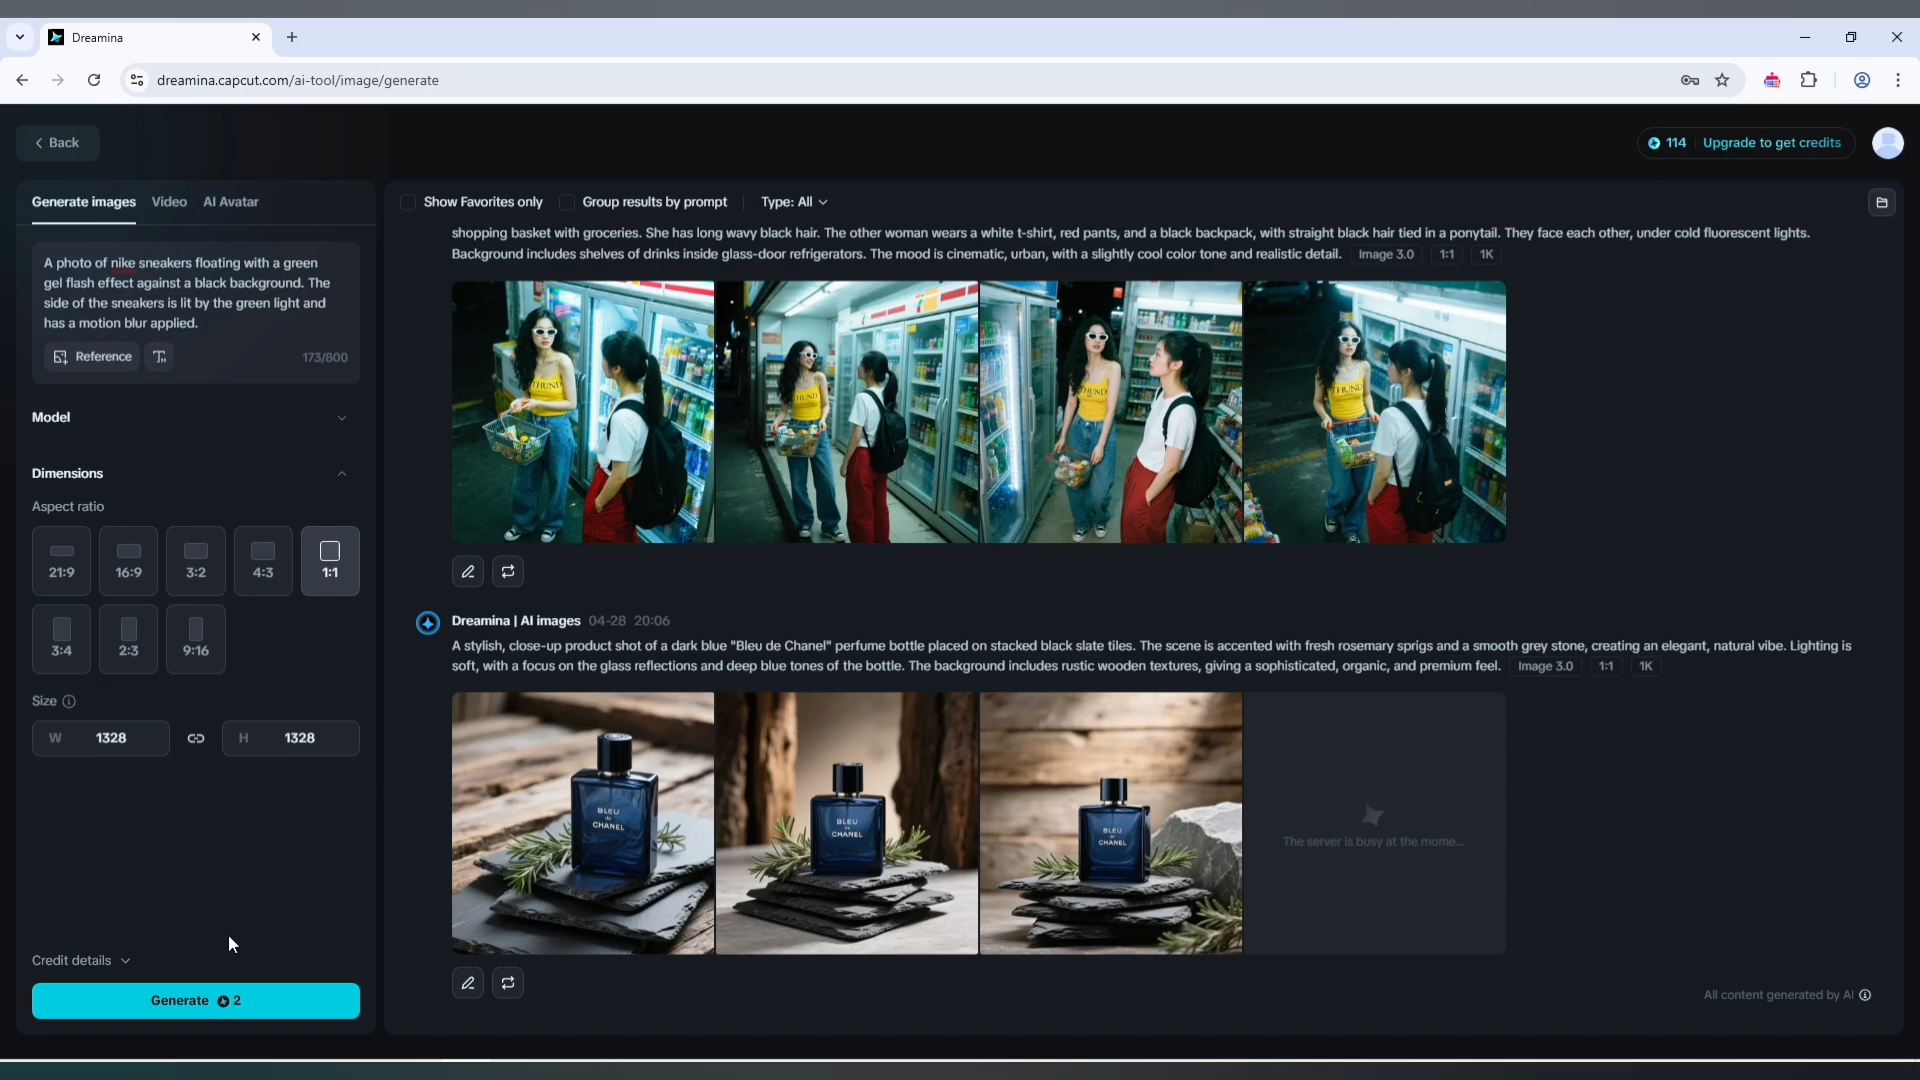 Dreamina
dreamina.capcut.com/ai-tool/image/generate
Back
114 Upgrade to get credits
Generate images Video AI Avatar
Show Favorites only Group results by prompt Type: All
A photo of nike sneakers floating with a green
gel flash effect against a black background. The
side of the sneakers is lit by the green light and
has a motion blur applied.
Reference 173/800
Model
Dimensions
Aspect ratio
21:9 16:9 3:2 4:3 1:1
3:4 2:3 9:16
Size
W 1328 H 1328
Credit details
Generate 2
shopping basket with groceries. She has long wavy black hair. The other woman wears a white t-shirt, red pants, and a black backpack, with straight black hair tied in a ponytail. They face each other, under cold fluorescent lights.
Background includes shelves of drinks inside glass-door refrigerators. The mood is cinematic, urban, with a slightly cool color tone and realistic detail. Image 3.0 1:1 1K
THUND THUND THUND THUND
Dreamina | AI images 04-28 20:06
A stylish, close-up product shot of a dark blue "Bleu de Chanel" perfume bottle placed on stacked black slate tiles. The scene is accented with fresh rosemary sprigs and a smooth grey stone, creating an elegant, natural vibe. Lighting is
soft, with a focus on the glass reflections and deep blue tones of the bottle. The background includes rustic wooden textures, giving a sophisticated, organic, and premium feel. Image 3.0 1:1 1K
BLEU
de
CHANEL
BLEU
de
CHANEL
BLEU
de
CHANEL
The server is busy at the mome...
All content generated by AI